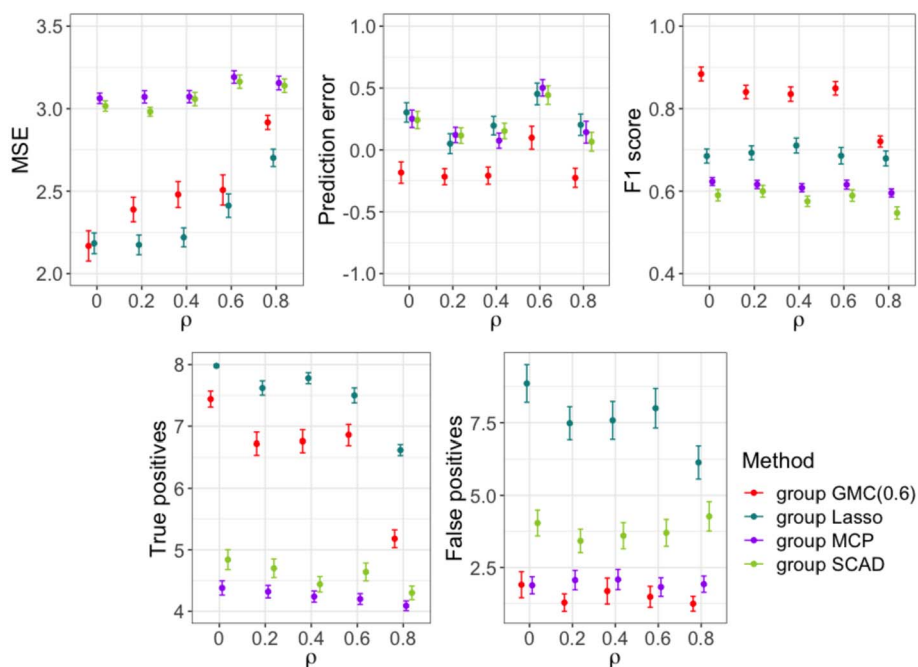 MSE
3.5
3.0
2.5
2.0
0 0.2 0.4 0.6 0.8
ρ
Prediction error
1.0
0.5
0.0
-0.5
-1.0
0 0.2 0.4 0.6 0.8
ρ
F1 score
1.0
0.8
0.6
0.4
0 0.2 0.4 0.6 0.8
ρ
True positives
8
7
6
5
4
0 0.2 0.4 0.6 0.8
ρ
False positives
7.5
5.0
2.5
0 0.2 0.4 0.6 0.8
ρ
Method
group GMC(0.6)
group Lasso
group MCP
group SCAD